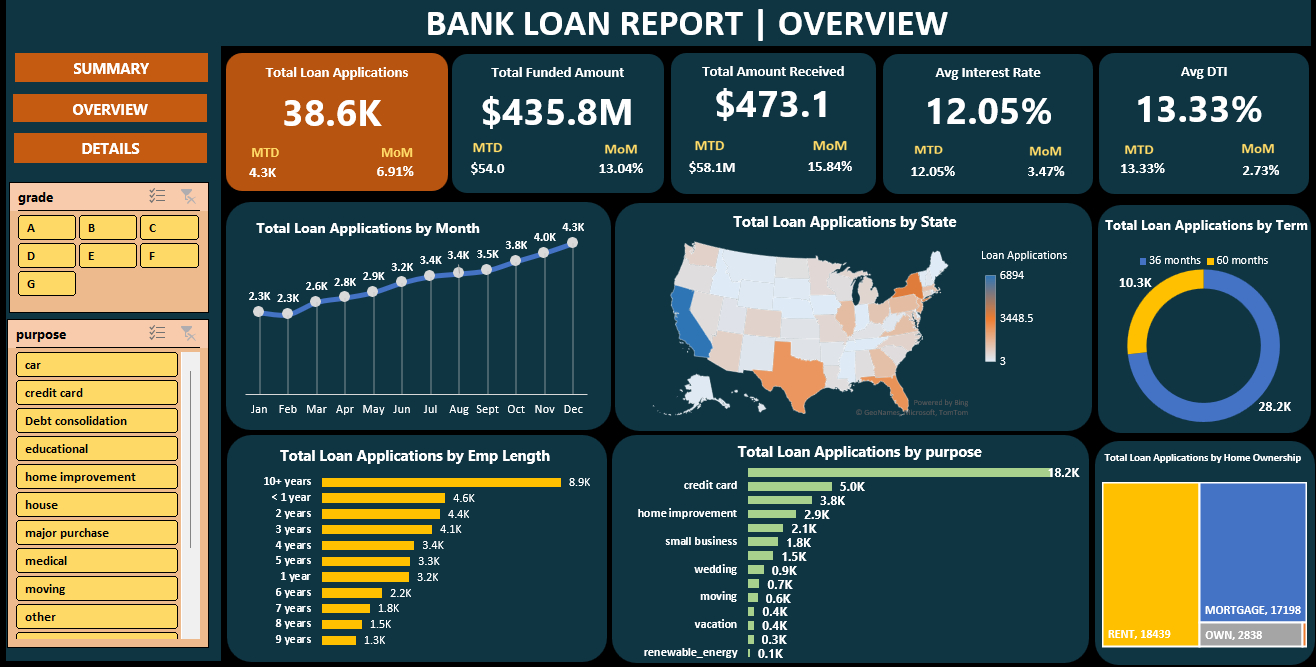 BANK LOAN REPORT | OVERVIEW
SUMMARY
OVERVIEW
DETAILS
grade
A
B
C
D
E
F
G
purpose
car
credit card
Debt consolidation
educational
home improvement
house
major purchase
medical
moving
other
Total Loan Applications
38.6K
MTD
MoM
4.3K
6.91%
Total Funded Amount
$435.8M
MTD
MoM
$54.0
13.04%
Total Amount Received
$473.1
MTD
MoM
$58.1M
15.84%
Avg Interest Rate
12.05%
MTD
MoM
12.05%
3.47%
Avg DTI
13.33%
MTD
MoM
13.33%
2.73%
Total Loan Applications by Month
2.3K 2.3K 2.6K 2.8K 2.9K 3.2K 3.4K 3.4K 3.5K 3.8K 4.0K 4.3K
Jan Feb Mar Apr May Jun Jul Aug Sept Oct Nov Dec
Total Loan Applications by State
Loan Applications
6894
3448.5
3
Powered by Bing
© GeoNames, Microsoft, TomTom
Total Loan Applications by Term
36 months 60 months
10.3K
28.2K
Total Loan Applications by Emp Length
10+ years 8.9K
< 1 year 4.6K
2 years 4.4K
3 years 4.1K
4 years 3.4K
5 years 3.3K
1 year 3.2K
6 years 2.2K
7 years 1.8K
8 years 1.5K
9 years 1.3K
Total Loan Applications by purpose
18.2K
credit card 5.0K
3.8K
home improvement 2.9K
2.1K
small business 1.8K
1.5K
wedding 0.9K
0.7K
moving 0.6K
0.4K
vacation 0.4K
0.3K
renewable_energy 0.1K
Total Loan Applications by Home Ownership
RENT, 18439
MORTGAGE, 17198
OWN, 2838